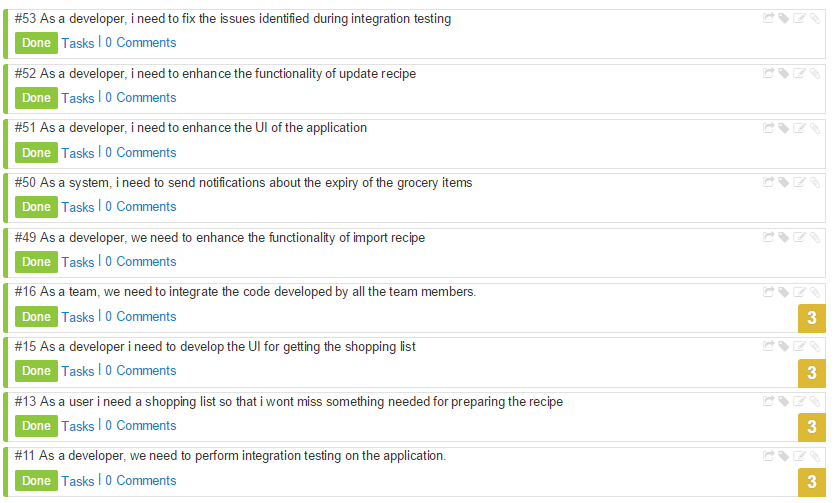 #53 As a developer, i need to fix the issues identified during integration testing
Done Tasks | 0 Comments
#52 As a developer, i need to enhance the functionality of update recipe
Done Tasks | 0 Comments
#51 As a developer, i need to enhance the UI of the application
Done Tasks | 0 Comments
#50 As a system, i need to send notifications about the expiry of the grocery items
Done Tasks | 0 Comments
#49 As a developer, we need to enhance the functionality of import recipe
Done Tasks | 0 Comments
#16 As a team, we need to integrate the code developed by all the team members.
Done Tasks | 0 Comments 3
#15 As a developer i need to develop the UI for getting the shopping list
Done Tasks | 0 Comments 3
#13 As a user i need a shopping list so that i wont miss something needed for preparing the recipe
Done Tasks | 0 Comments 3
#11 As a developer, we need to perform integration testing on the application.
Done Tasks | 0 Comments 3